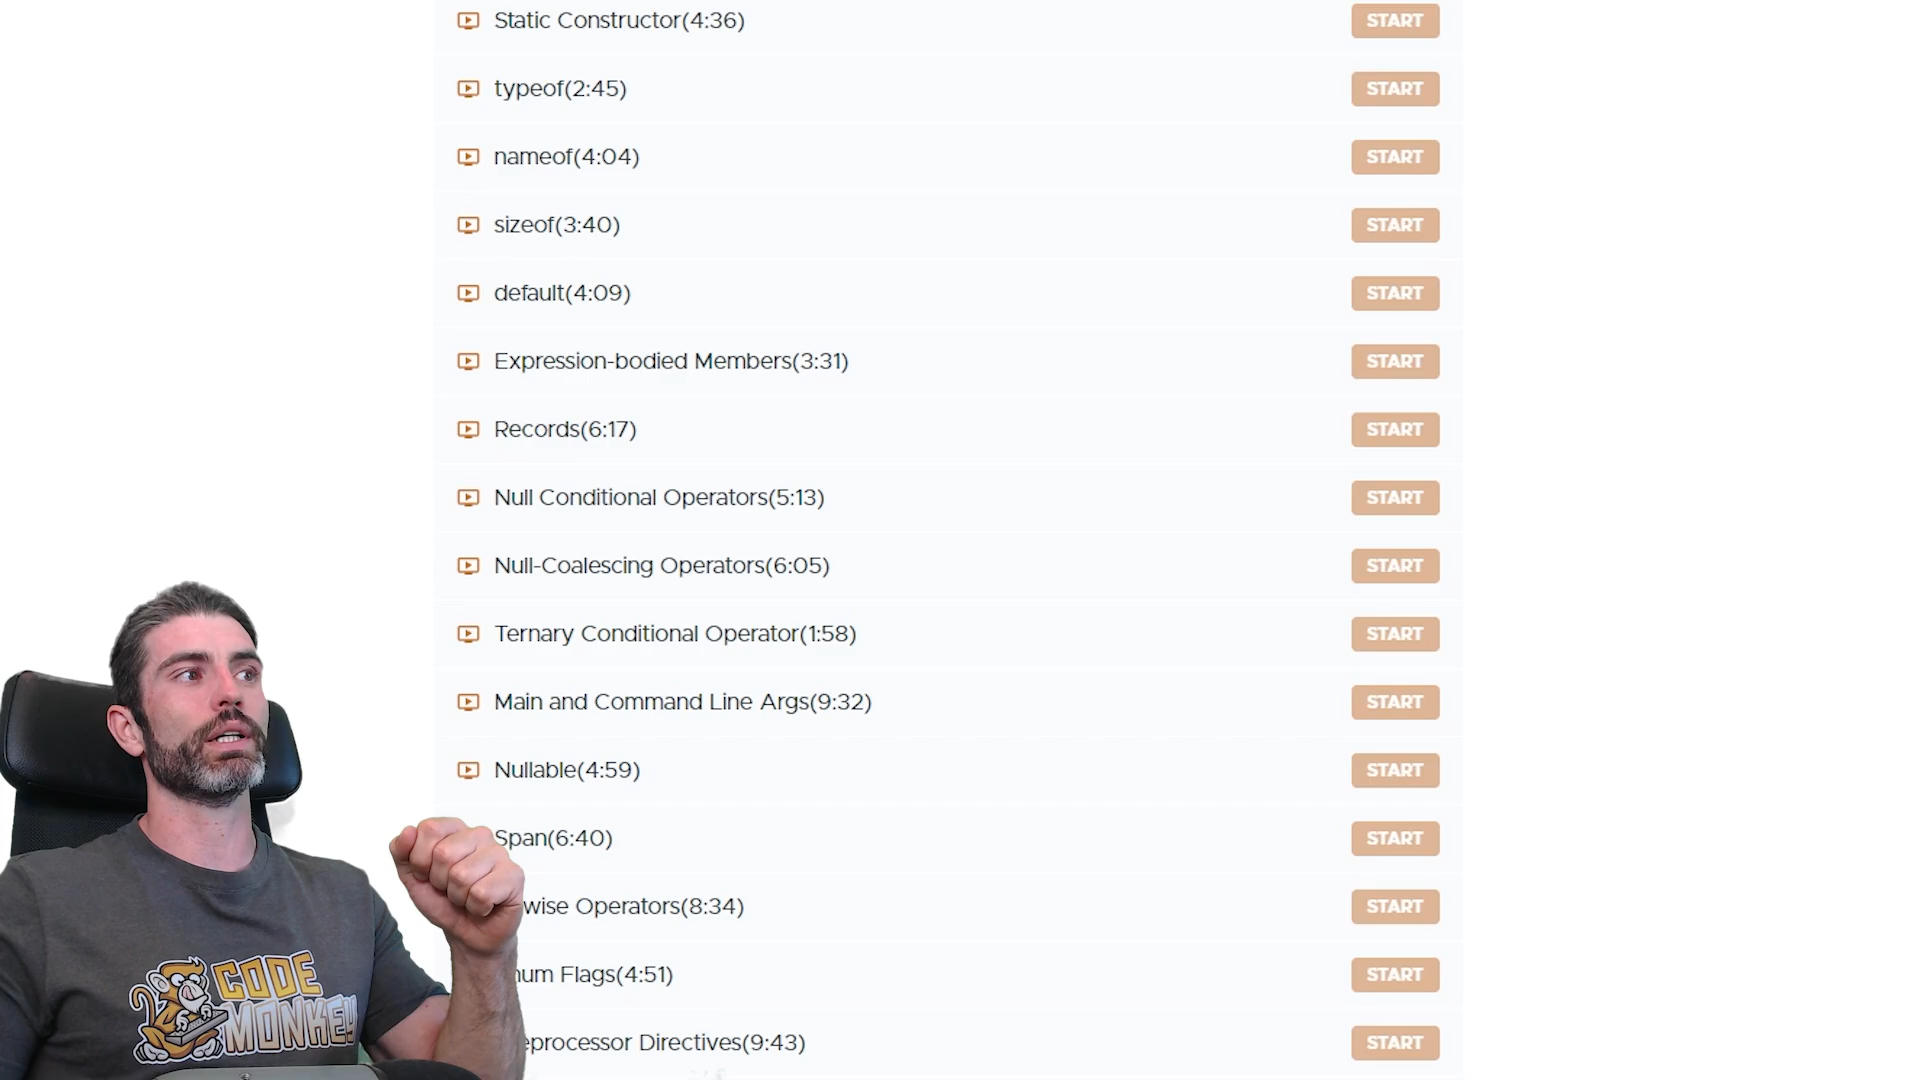 Static Constructor(4:36) START
typeof(2:45) START
nameof(4:04) START
sizeof(3:40) START
default(4:09) START
Expression-bodied Members(3:31) START
Records(6:17) START
Null Conditional Operators(5:13) START
Null-Coalescing Operators(6:05) START
Ternary Conditional Operator(1:58) START
Main and Command Line Args(9:32) START
Nullable(4:59) START
Span(6:40) START
wise Operators(8:34) START
num Flags(4:51) START
eprocessor Directives(9:43) START
CODE
MONKEY